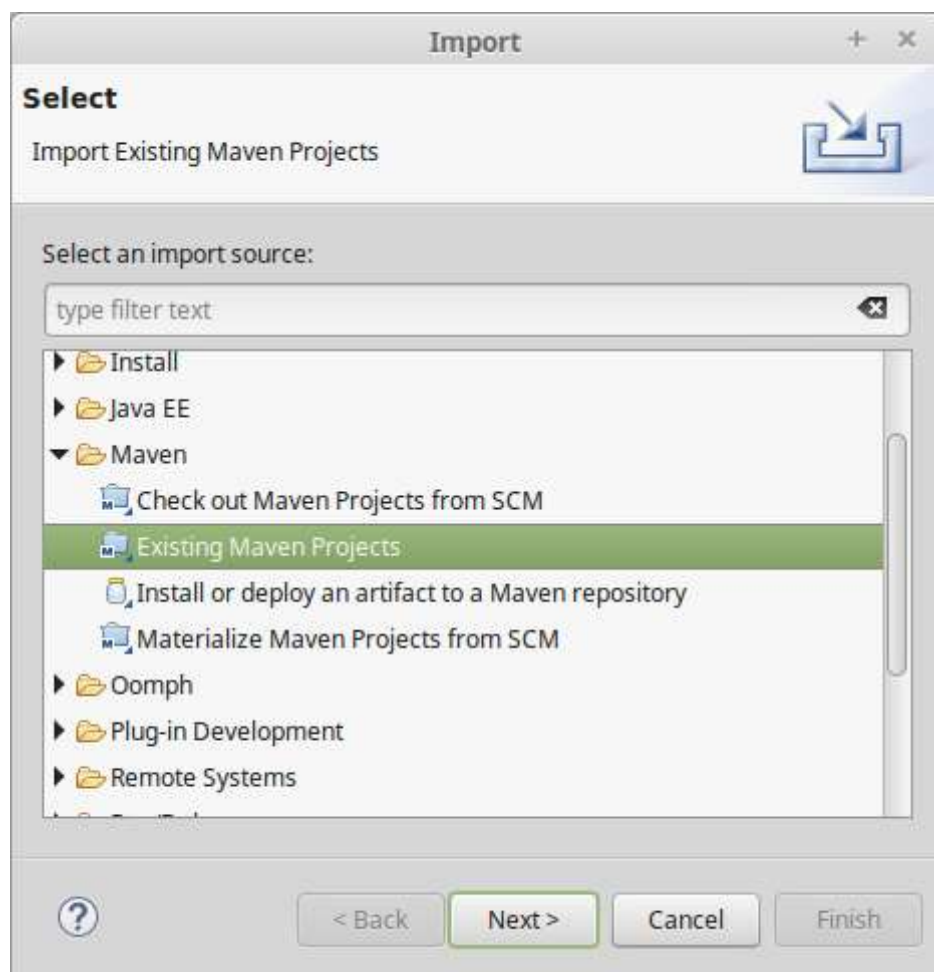 Import
Select
Import Existing Maven Projects
Select an import source:
type filter text
Install
Java EE
Maven
Check out Maven Projects from SCM
Existing Maven Projects
Install or deploy an artifact to a Maven repository
Materialize Maven Projects from SCM
Oomph
Plug-in Development
Remote Systems
< Back
Next >
Cancel
Finish